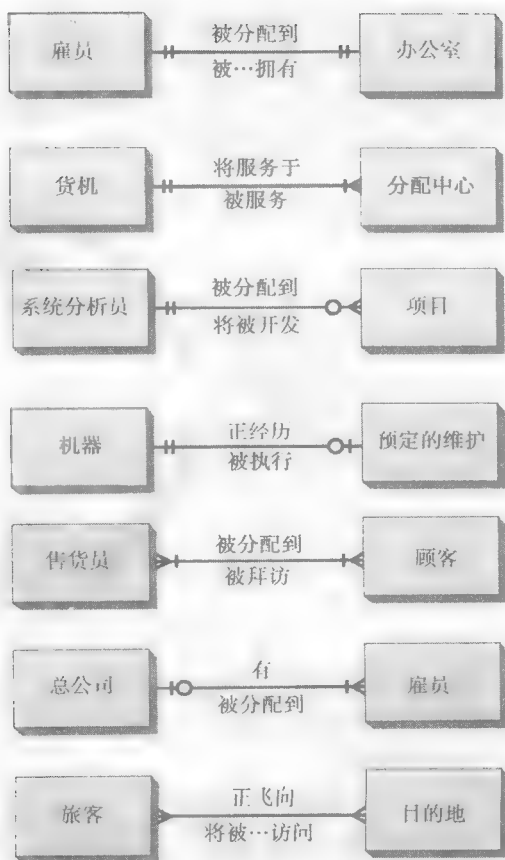 雇员 被分配到 办公室
被…拥有
货机 将服务于 分配中心
被服务
系统分析员 被分配到 项目
将被开发
机器 正经历 预定的维护
被执行
售货员 被分配到 顾客
被拜访
总公司 有 雇员
被分配到
旅客 正飞向 目的地
将被…访问